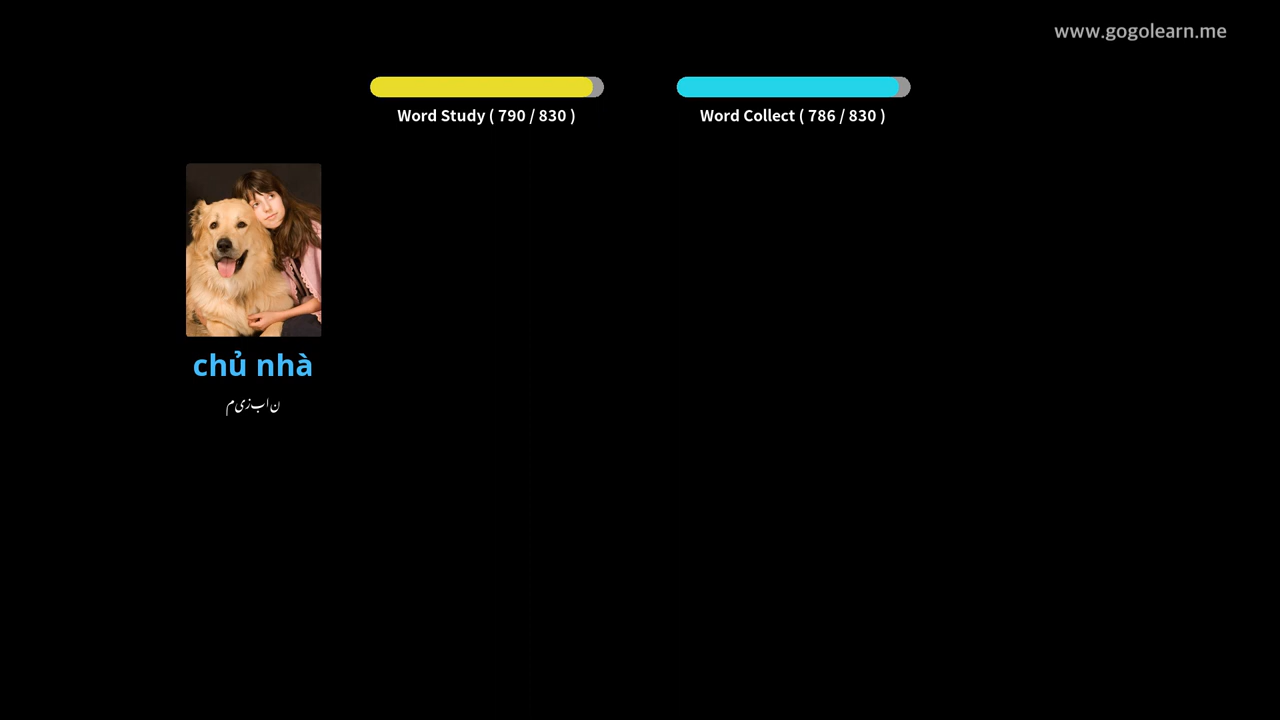 www.gogolearn.me
Word Study ( 790 / 830 )
Word Collect ( 786 / 830 )
chủ nhà
ن‌اب‌زی‌م